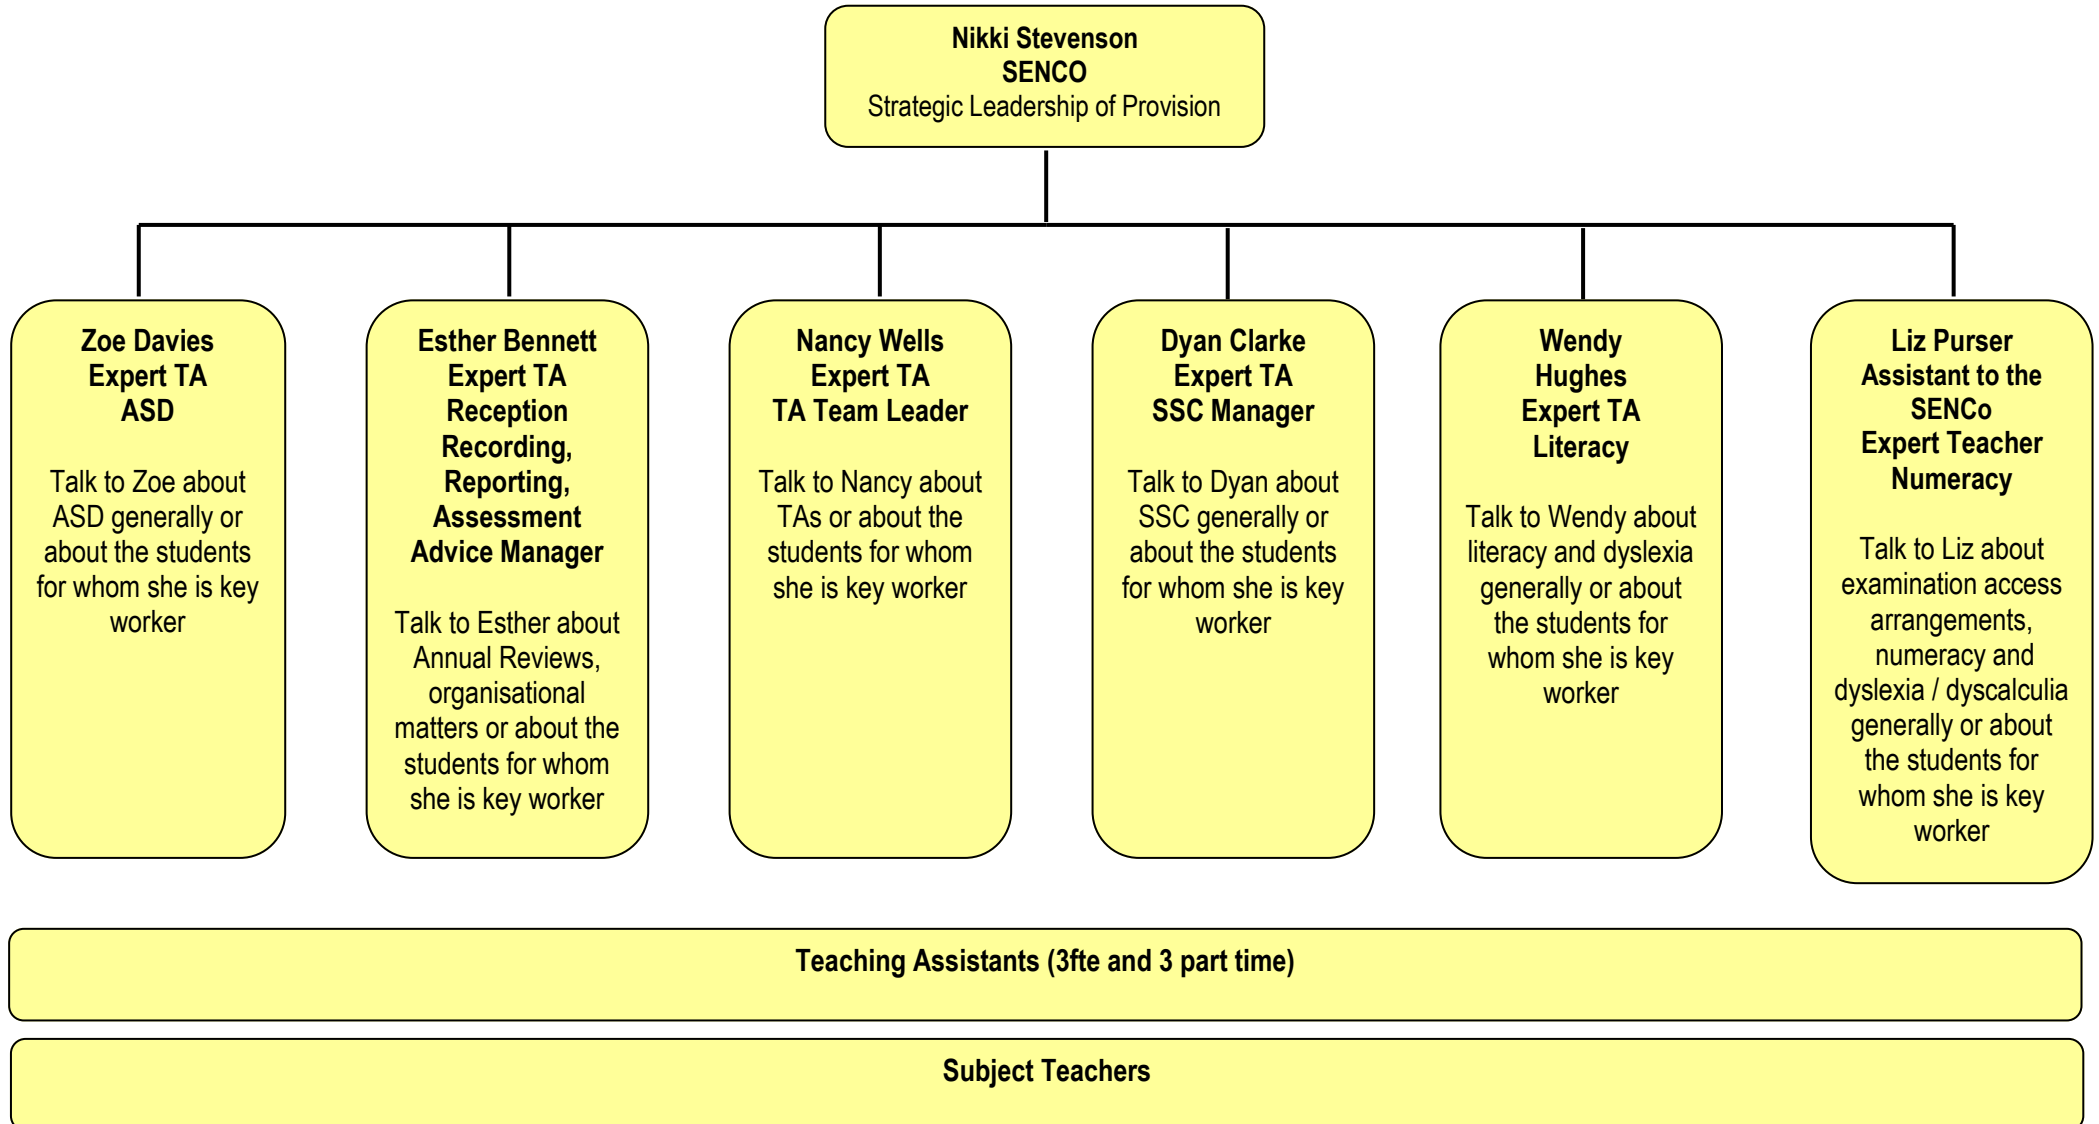 Nikki Stevenson
SENCO
Strategic Leadership of Provision
Zoe Davies
Expert TA
ASD
Talk to Zoe about
ASD generally or
about the students
for whom she is key
worker
Esther Bennett
Expert TA
Reception
Recording,
Reporting,
Assessment
Advice Manager
Talk to Esther about
Annual Reviews,
organisational
matters or about the
students for whom
she is key worker
Nancy Wells
Expert TA
TA Team Leader
Talk to Nancy about
TAs or about the
students for whom
she is key worker
Dyan Clarke
Expert TA
SSC Manager
Talk to Dyan about
SSC generally or
about the students
for whom she is key
worker
Wendy
Hughes
Expert TA
Literacy
Talk to Wendy about
literacy and dyslexia
generally or about
the students for
whom she is key
worker
Liz Purser
Assistant to the
SENCo
Expert Teacher
Numeracy
Talk to Liz about
examination access
arrangements,
numeracy and
dyslexia / dyscalculia
generally or about
the students for
whom she is key
worker
Teaching Assistants (3fte and 3 part time)
Subject Teachers